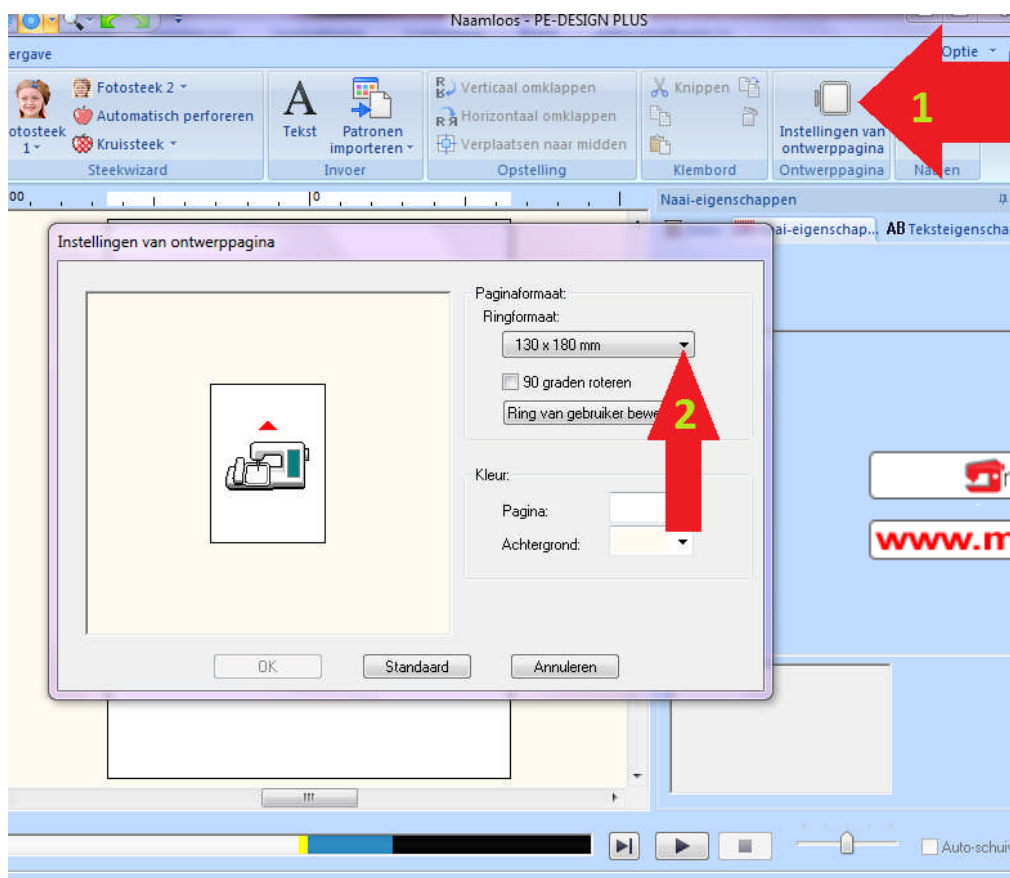 Naamloos - PE-DESIGN PLUS
ergave
Optie
1
Fotosteek 2
Automatisch perforeren
Kruissteek
otosteek
1
Tekst
Patronen
importeren
Verticaal omklappen
Horizontaal omklappen
Verplaatsen naar midden
Knippen
Instellingen van
ontwerppagina
Steekwizard
Invoer
Opstelling
Klembord
Ontwerppagina
00
0
Naai-eigenschappen
ai-eigenschap...
AB Teksteigenscha
Instellingen van ontwerppagina
Paginaformaat:
Ringformaat:
130 x 180 mm
90 graden roteren
Ring van gebruiker bewe
2
Kleur:
Pagina:
Achtergrond:
www.m
OK
Standaard
Annuleren
Auto-schuiv